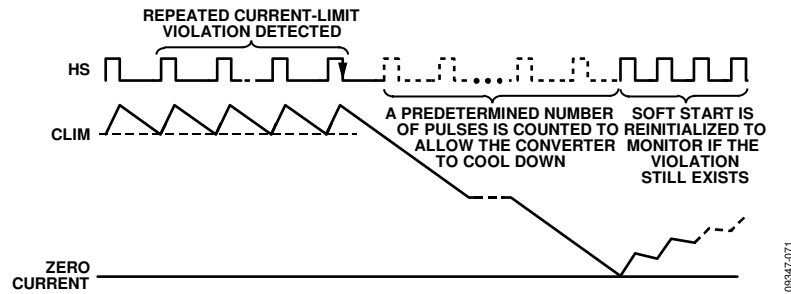 REPEATED CURRENT-LIMIT
VIOLATION DETECTED
HS
CLIM
A PREDETERMINED NUMBER
OF PULSES IS COUNTED TO
ALLOW THE CONVERTER
TO COOL DOWN
SOFT START IS
REINITIALIZED TO
MONITOR IF THE
VIOLATION
STILL EXISTS
ZERO
CURRENT
09347-071